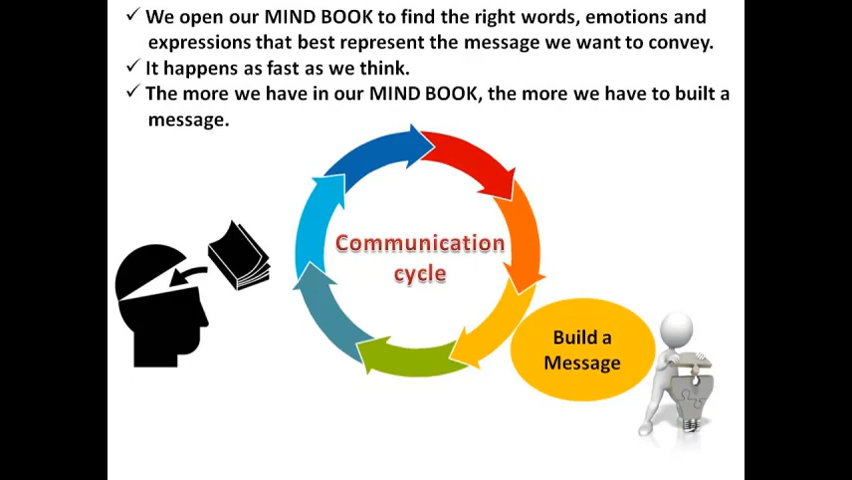 We open our MIND BOOK to find the right words, emotions and
expressions that best represent the message we want to convey.
It happens as fast as we think.
The more we have in our MIND BOOK, the more we have to built a
message.
Communication
cycle
Build a
Message